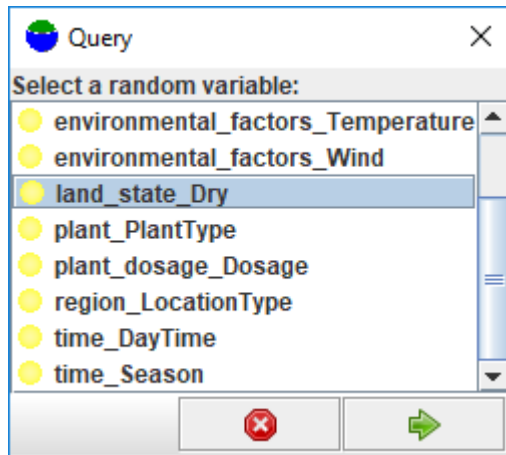 Query
Select a random variable:
environmental_factors_Temperature
environmental_factors_Wind
land_state_Dry
plant_PlantType
plant_dosage_Dosage
region_LocationType
time_DayTime
time_Season